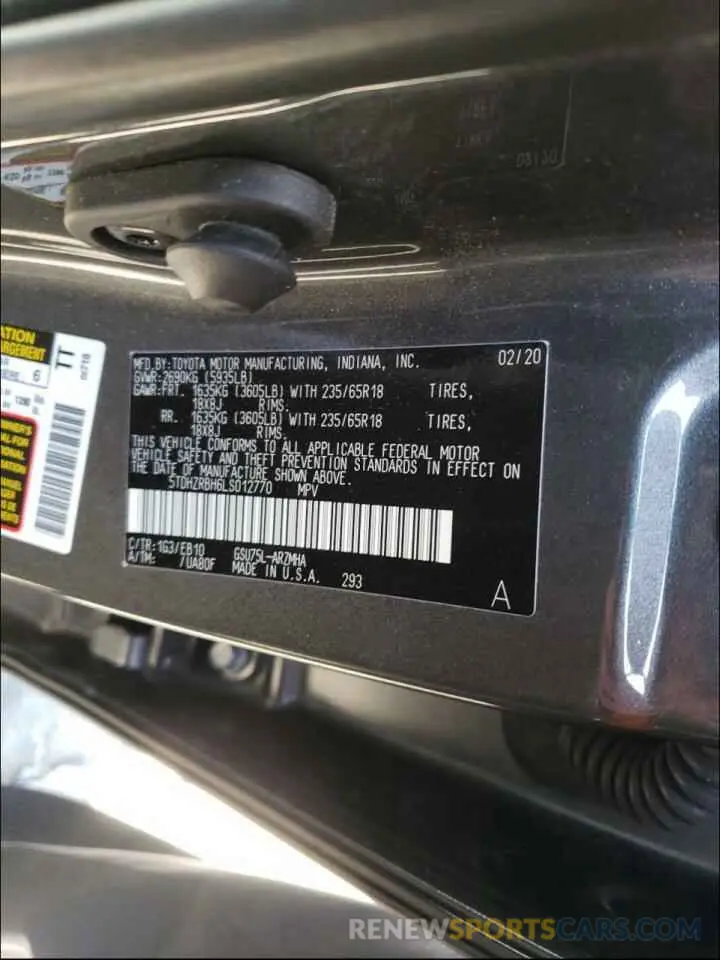 MFD.BY:TOYOTA MOTOR MANUFACTURING, INDIANA, INC. 02/20
GVWR:2690KG (5935LB)
GAWR:FRT. 1635KG (3605LB) WITH 235/65R18 TIRES,
18X8J RIMS.
RR. 1635KG (3605LB) WITH 235/65R18 TIRES,
18X8J RIMS.
THIS VEHICLE CONFORMS TO ALL APPLICABLE FEDERAL MOTOR
VEHICLE SAFETY AND THEFT PREVENTION STANDARDS IN EFFECT ON
THE DATE OF MANUFACTURE SHOWN ABOVE.
5TDHZRBH6LS012770 MPV
C/TR:1G3/EB10 GSU75L-ARZMHA
A/TM: /UA80F MADE IN U.S.A. 293
A
TT
6
RENEWSPORTSCARS.COM